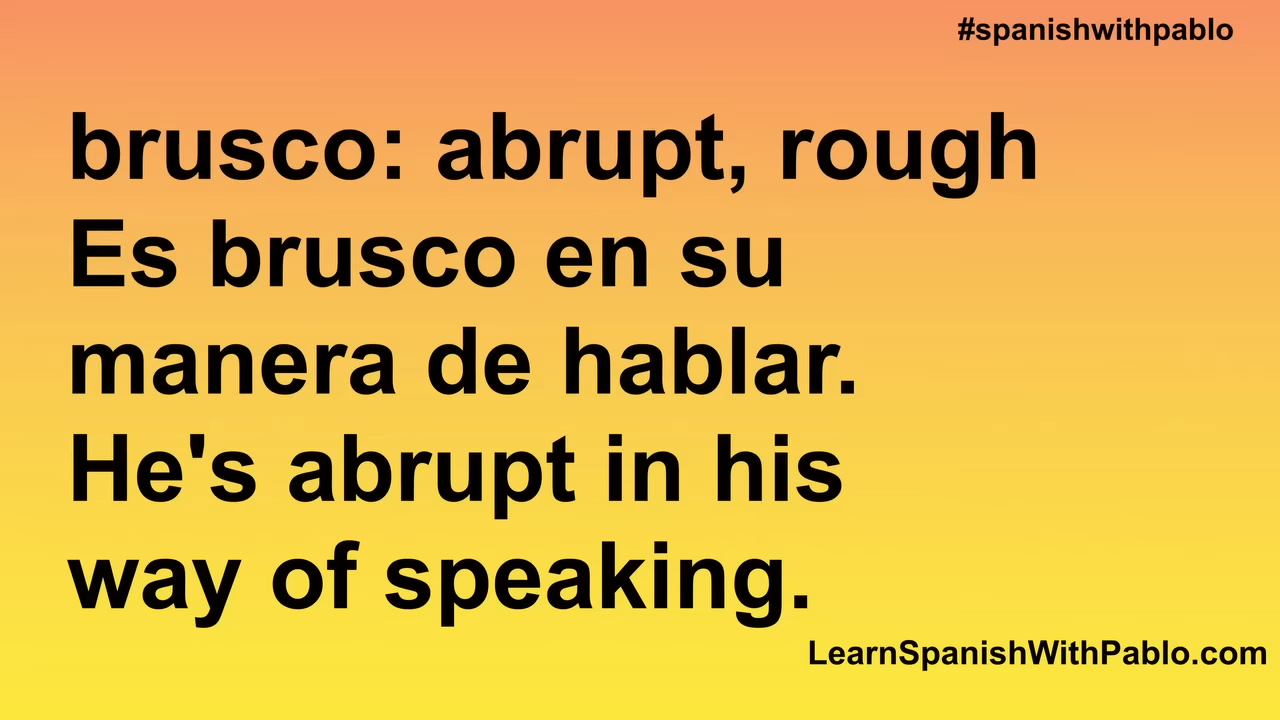 #spanishwithpablo
brusco: abrupt, rough
Es brusco en su
manera de hablar.
He's abrupt in his
way of speaking.
LearnSpanishWithPablo.com